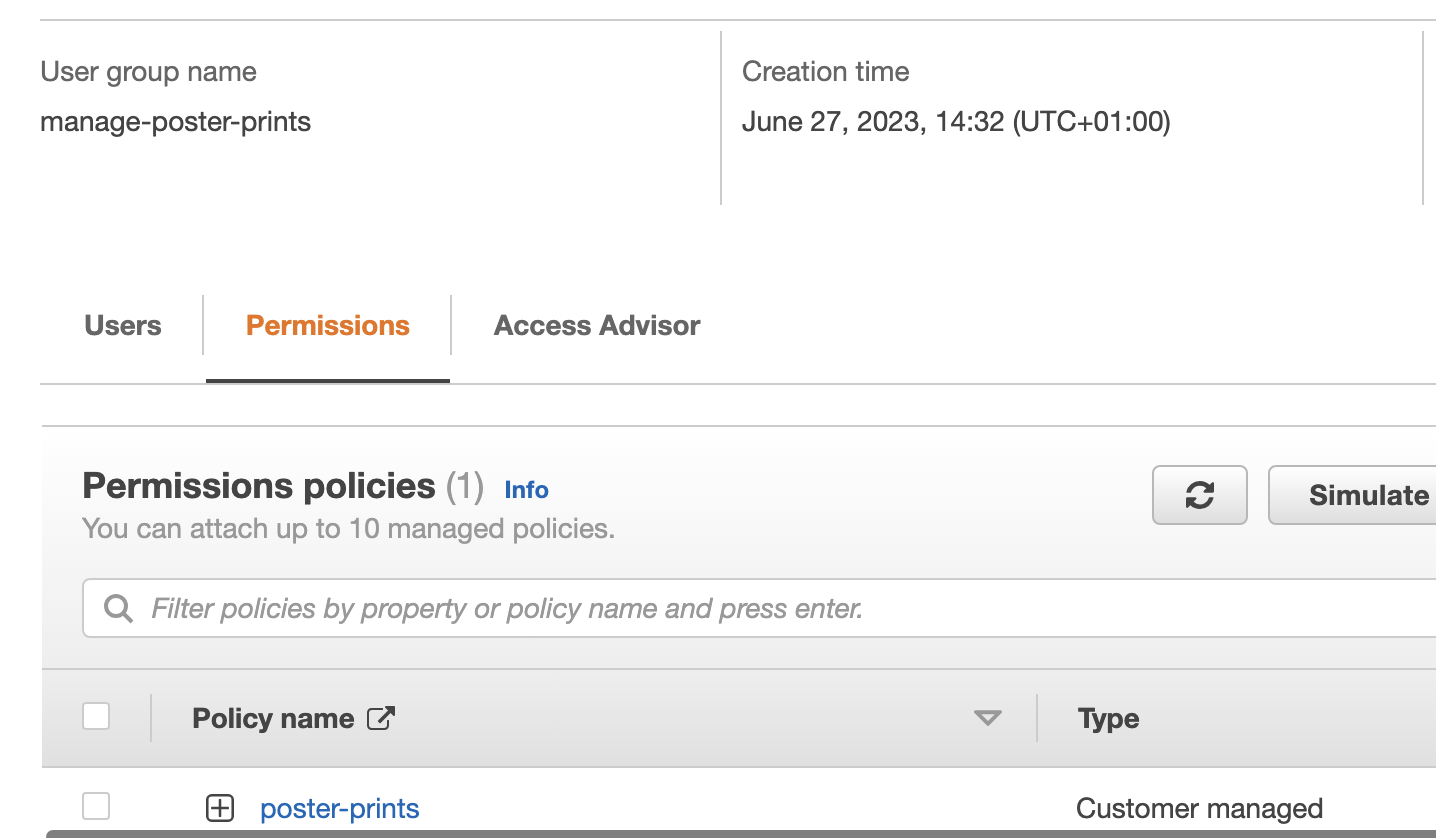 User group name
manage-poster-prints
Creation time
June 27, 2023, 14:32 (UTC+01:00)
Users
Permissions
Access Advisor
Permissions policies (1) Info
You can attach up to 10 managed policies.
Simulate
Filter policies by property or policy name and press enter.
Policy name
Type
poster-prints
Customer managed